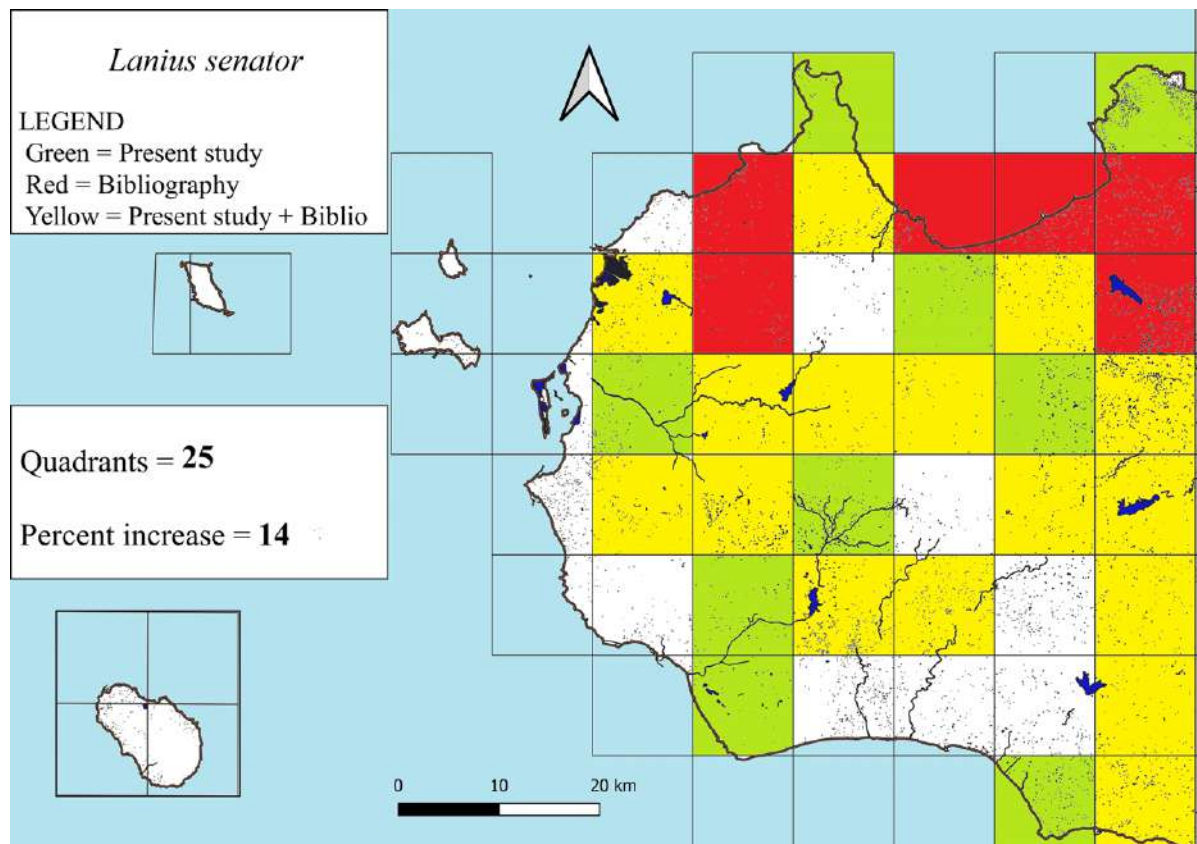 Lanius senator
LEGEND
Green = Present study
Red = Bibliography
Yellow = Present study + Biblio
Quadrants = 25
Percent increase = 14
0 10 20 km